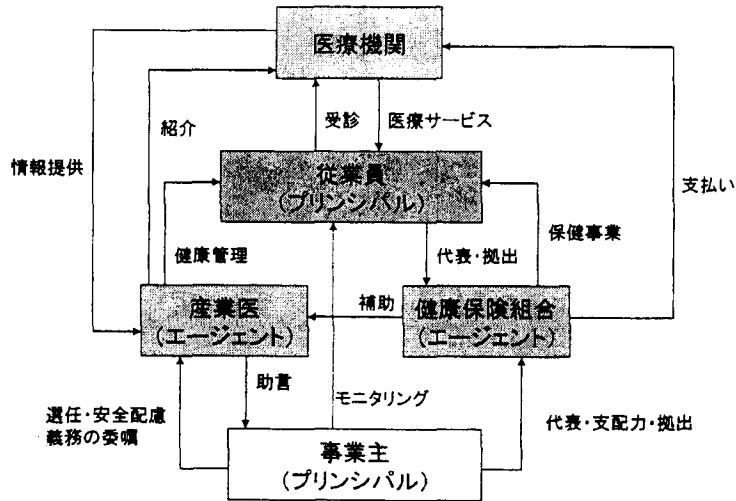 医療機関
紹介
受診
医療サービス
情報提供
従業員
(プリンシパル)
支払い
保健事業
健康管理
代表・拠出
産業医
(エージェント)
補助
健康保険組合
(エージェント)
助言
モニタリング
選任・安全配慮
義務の委嘱
代表・支配力・拠出
事業主
(プリンシパル)